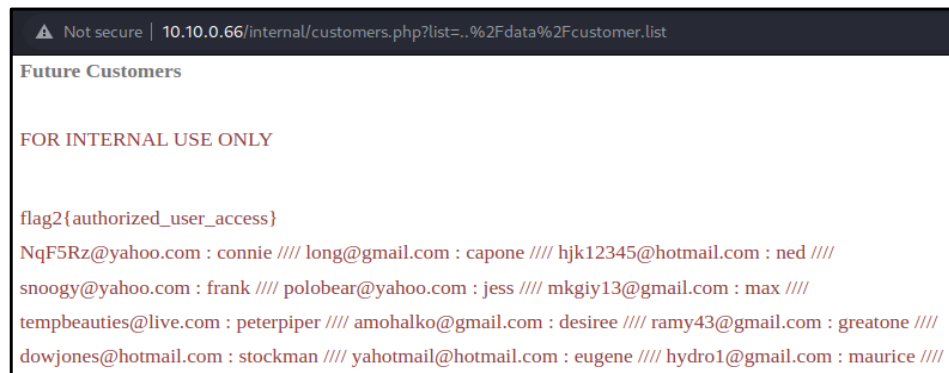 Not secure | 10.10.0.66/internal/customers.php?list=..%2Fdata%2Fcustomer.list
Future Customers
FOR INTERNAL USE ONLY
flag2{authorized_user_access}
NqF5Rz@yahoo.com : connie //// long@gmail.com : capone //// hjk12345@hotmail.com : ned ////
snoogy@yahoo.com : frank //// polobear@yahoo.com : jess //// mkgiy13@gmail.com : max ////
tempbeauties@live.com : peterpiper //// amohalko@gmail.com : desiree //// ramy43@gmail.com : greatone ////
dowjones@hotmail.com : stockman //// yahotmail@hotmail.com : eugene //// hydro1@gmail.com : maurice ////